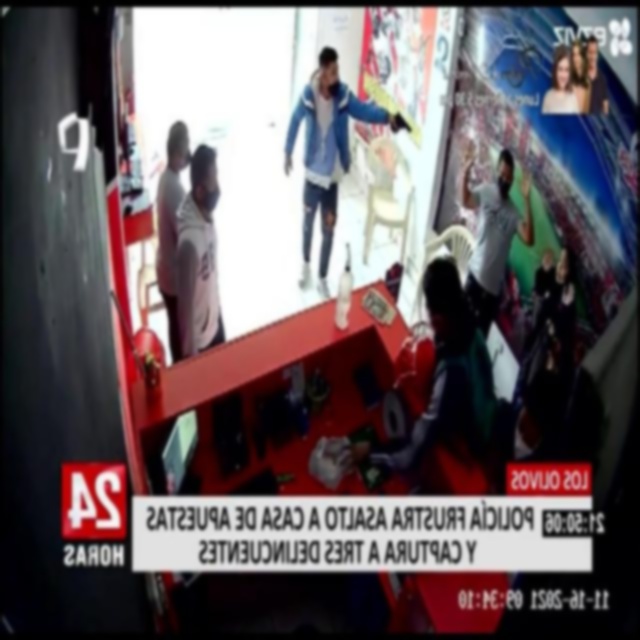 EZVIZ
LOS OLIVOS
24
HORAS
POLICÍA FRUSTRA ASALTO A CASA DE APUESTAS
Y CAPTURA A TRES DELINCUENTES
21:50:06
11-16-2021 09:34:10